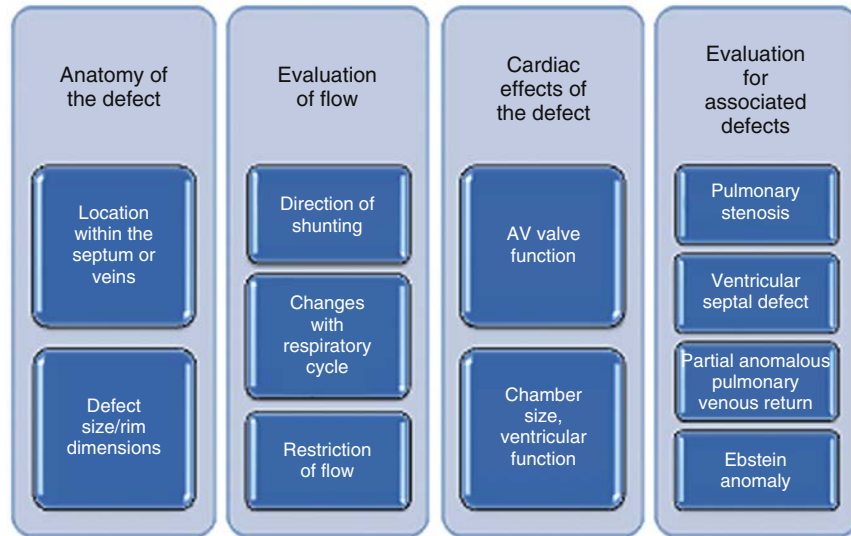 Anatomy of
the defect
Location
within the
septum or
veins
Defect
size/rim
dimensions
Evaluation
of flow
Direction of
shunting
Changes
with
respiratory
cycle
Restriction
of flow
Cardiac
effects of
the defect
AV valve
function
Chamber
size,
ventricular
function
Evaluation
for
associated
defects
Pulmonary
stenosis
Ventricular
septal defect
Partial anomalous
pulmonary
venous return
Ebstein
anomaly